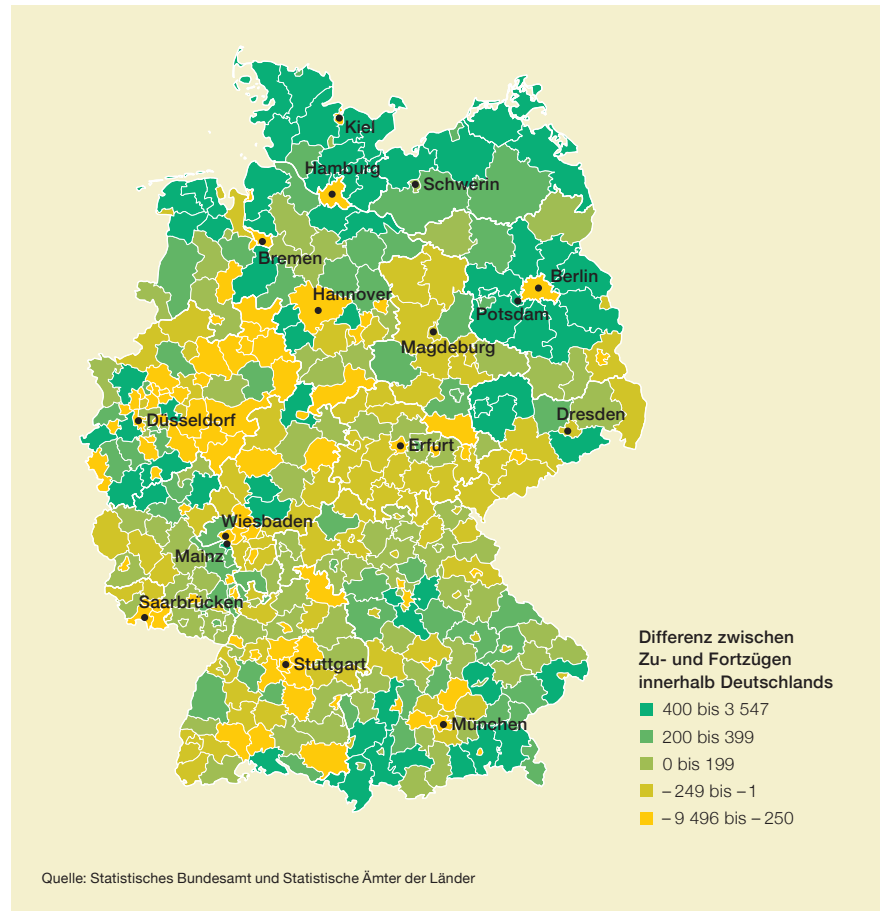 Kiel
Hamburg
Schwerin
Bremen
Berlin
Hannover
Potsdam
Magdeburg
Düsseldorf
Dresden
Erfurt
Wiesbaden
Mainz
Saarbrücken
Stuttgart
München
Differenz zwischen
Zu- und Fortzügen
innerhalb Deutschlands
400 bis 3 547
200 bis 399
0 bis 199
– 249 bis – 1
– 9 496 bis – 250
Quelle: Statistisches Bundesamt und Statistische Ämter der Länder